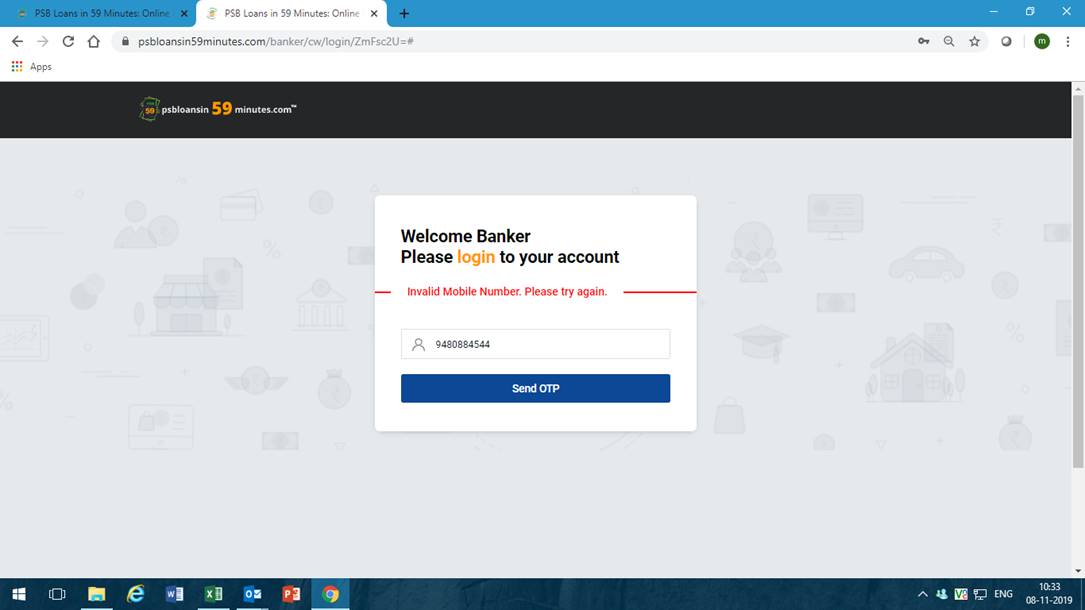 PSB Loans in 59 Minutes: Online
PSB Loans in 59 Minutes: Online
psbloansin59minutes.com/banker/cw/login/ZmFsc2U=#
m
Apps
psbloansin 59 minutes.com™
Welcome Banker
Please login to your account
Invalid Mobile Number. Please try again.
9480884544
Send OTP
ENG
10:33
08-11-2019